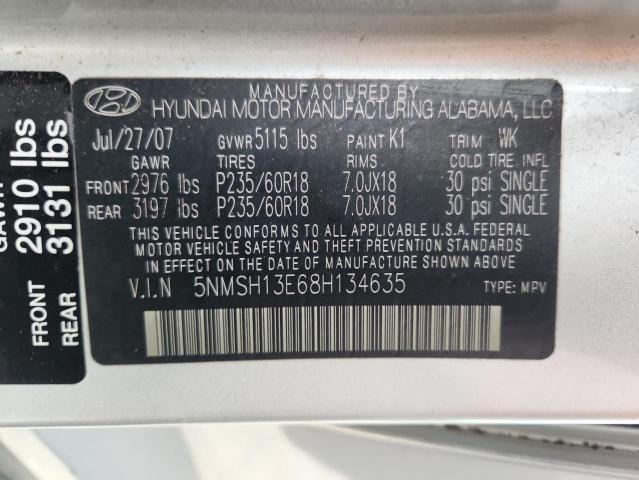 MANUFACTURED BY
HYUNDAI MOTOR MANUFACTURING ALABAMA, LLC
Jul/27/07 GVWR 5115 lbs PAINT K1 TRIM WK
GAWR TIRES RIMS COLD TIRE INFL
FRONT 2976 lbs P235/60R18 7.0JX18 30 psi SINGLE
REAR 3197 lbs P235/60R18 7.0JX18 30 psi SINGLE
THIS VEHICLE CONFORMS TO ALL APPLICABLE U.S.A. FEDERAL
MOTOR VEHICLE SAFETY AND THEFT PREVENTION STANDARDS
IN EFFECT ON THE DATE OF MANUFACTURE SHOWN ABOVE.
V.I.N 5NMSH13E68H134635 TYPE: MPV
GAWR
FRONT 2910 lbs
REAR 3131 lbs